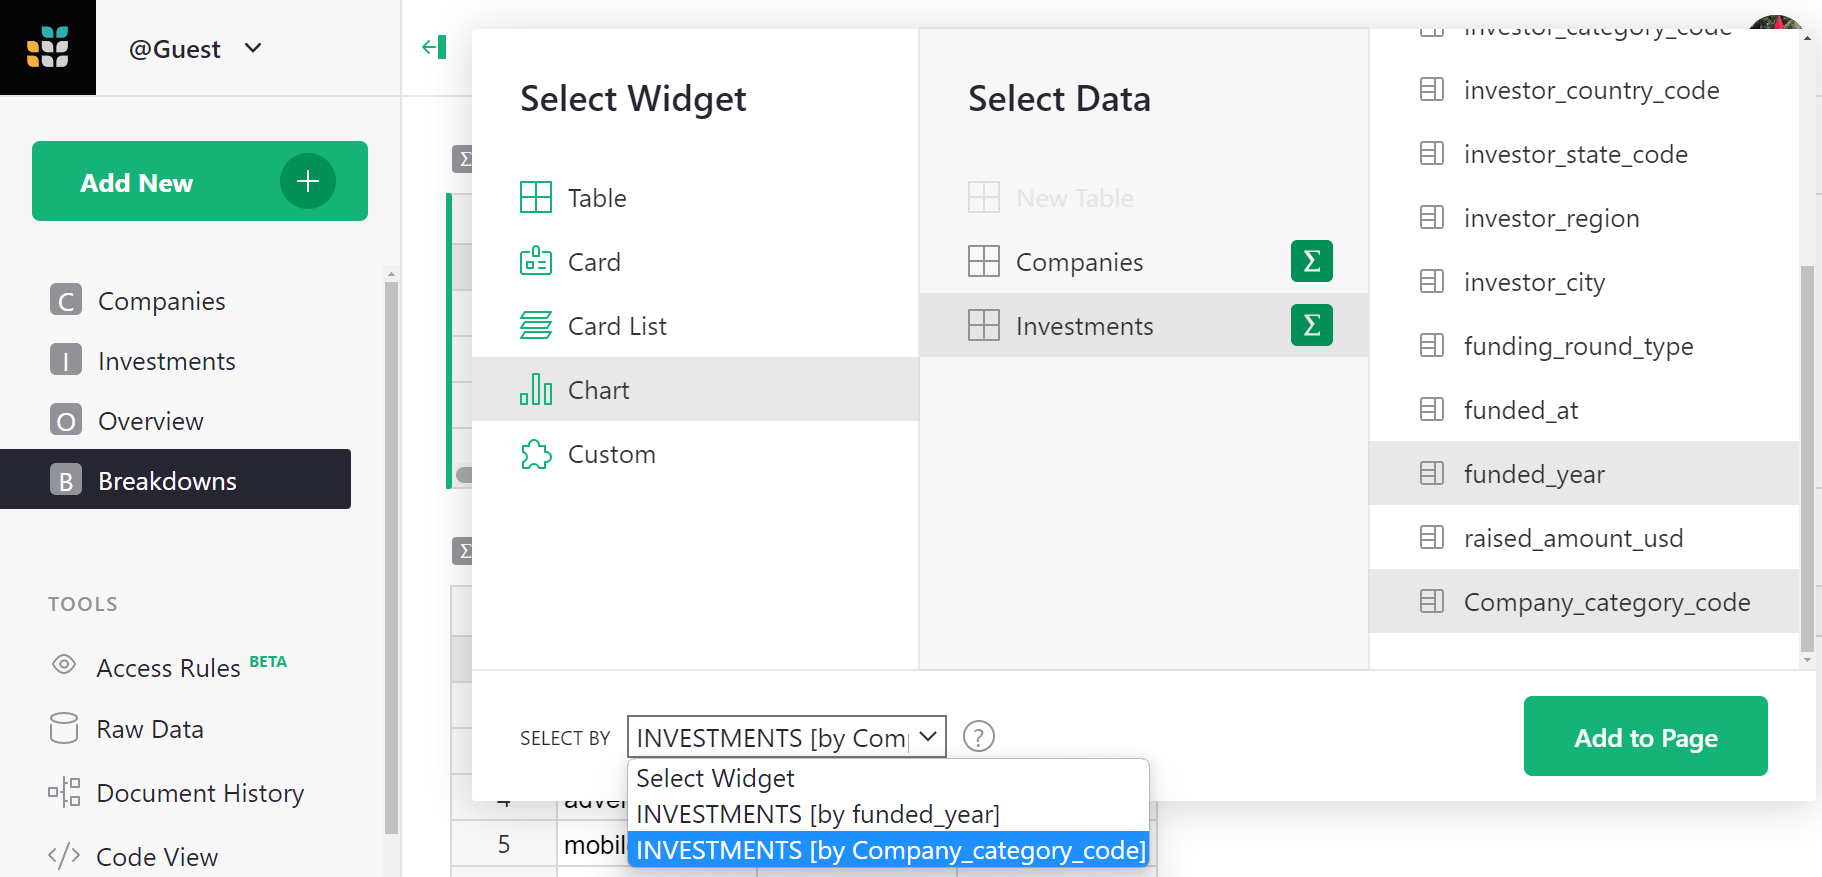 @Guest
Add New
C Companies
I Investments
O Overview
B Breakdowns
TOOLS
Access Rules BETA
Raw Data
Document History
</> Code View
Σ
Σ
Select Widget
Table
Card
Card List
Chart
Custom
Select Data
New Table
Companies Σ
Investments Σ
investor_category_code
investor_country_code
investor_state_code
investor_region
investor_city
funding_round_type
funded_at
funded_year
raised_amount_usd
Company_category_code
SELECT BY INVESTMENTS [by Com ?
Add to Page
Select Widget
INVESTMENTS [by funded_year]
INVESTMENTS [by Company_category_code]
4 adver
5 mobil